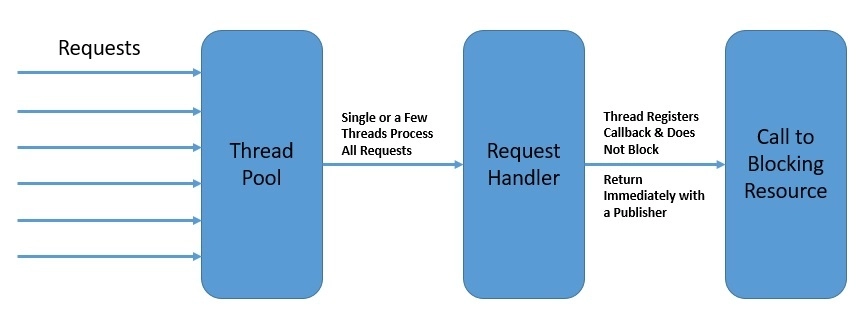 Requests
Thread
Pool
Single or a Few
Threads Process
All Requests
Request
Handler
Thread Registers
Callback & Does
Not Block
Return
Immediately with
a Publisher
Call to
Blocking
Resource